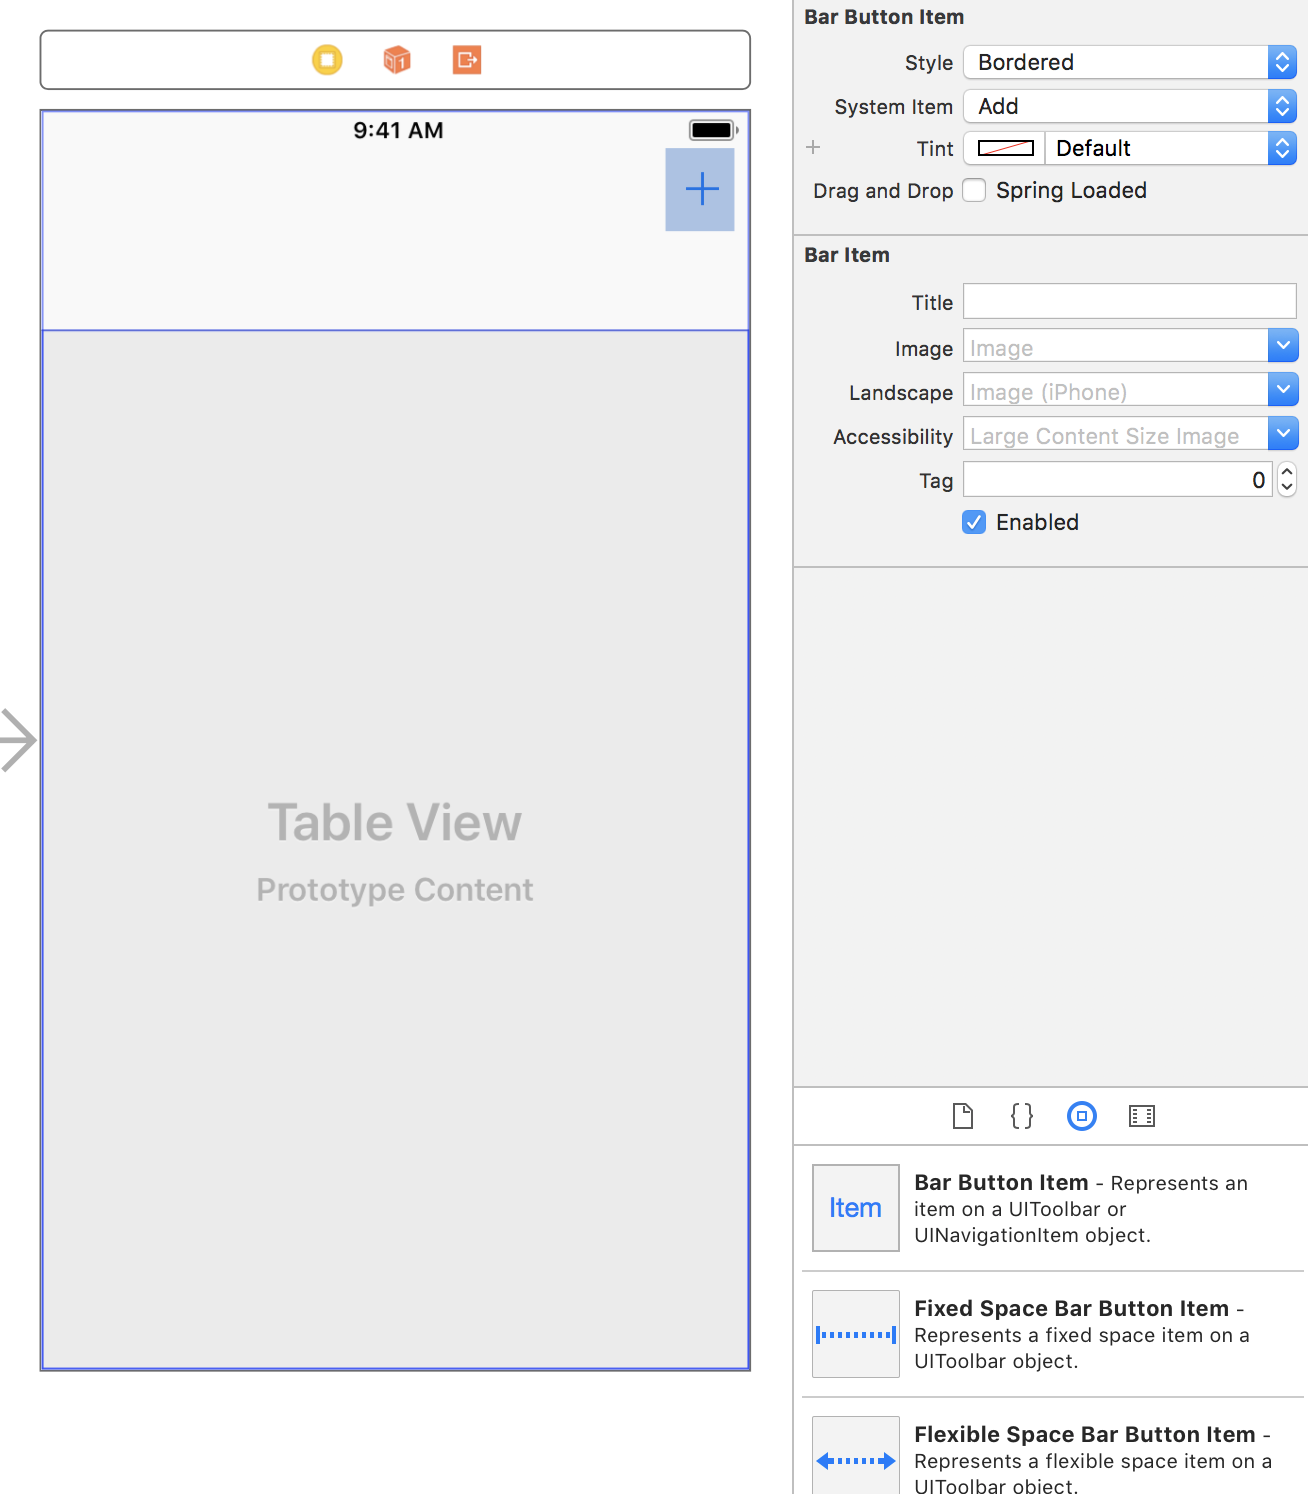 9:41 AM
Table View
Prototype Content
Bar Button Item
Style Bordered
System Item Add
Tint Default
Drag and Drop Spring Loaded
Bar Item
Title
Image Image
Landscape Image (iPhone)
Accessibility Large Content Size Image
Tag 0
Enabled
Item
Bar Button Item - Represents an
item on a UIToolbar or
UINavigationItem object.
Fixed Space Bar Button Item -
Represents a fixed space item on a
UIToolbar object.
Flexible Space Bar Button Item -
Represents a flexible space item on a
UIToolbar object.